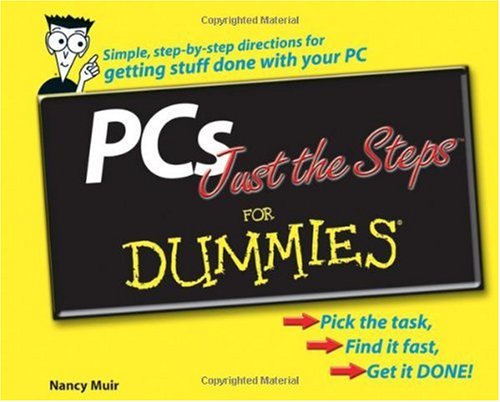 Copyrighted Material
Simple, step-by-step directions for
getting stuff done with your PC
PCs
Just the Steps™
FOR
DUMMIES®
Pick the task,
Find it fast,
Get it DONE!
Nancy Muir
Copyrighted Material